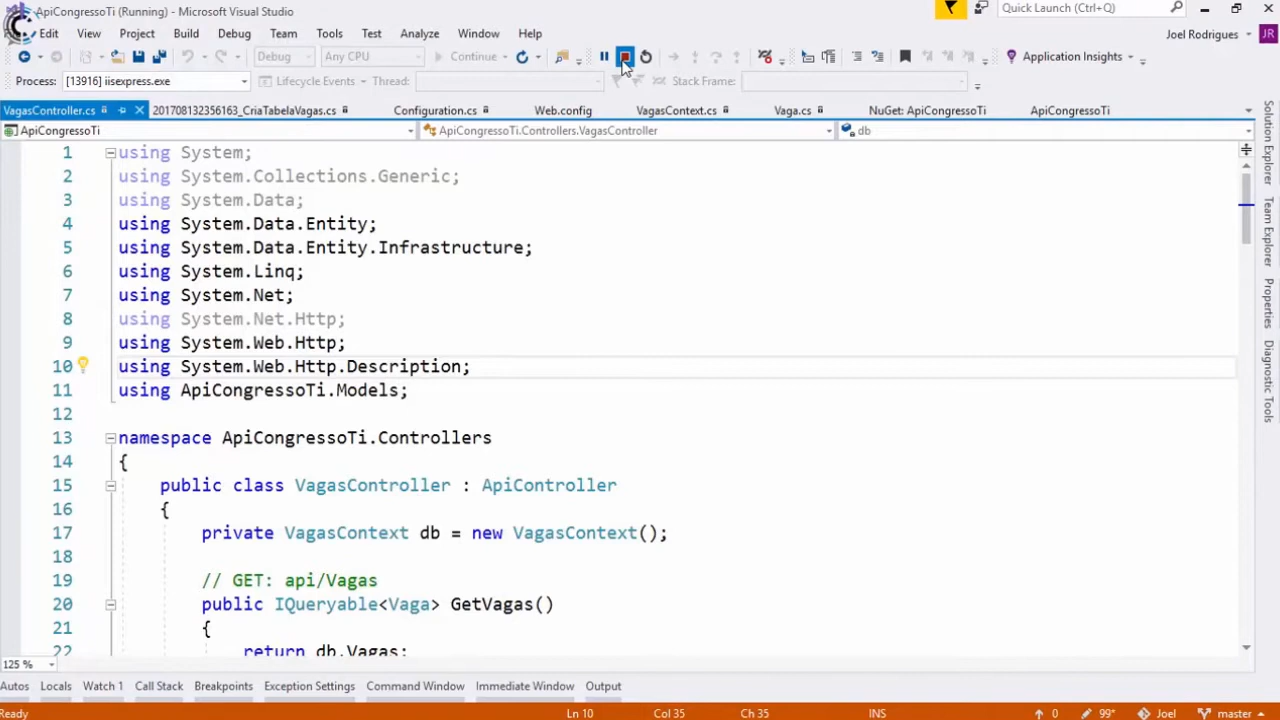 ApiCongressoTi (Running) - Microsoft Visual Studio
Quick Launch (Ctrl+Q)
Edit View Project Build Debug Team Tools Test Analyze Window Help
Joel Rodrigues JR
Debug Any CPU Continue Application Insights
Process: [13916] iisexpress.exe Lifecycle Events Thread: Stack Frame:
VagasController.cs 201708132356163_CriaTabelaVagas.cs Configuration.cs Web.config VagasContext.cs Vaga.cs NuGet: ApiCongressoTi ApiCongressoTi
ApiCongressoTi ApiCongressoTi.Controllers.VagasController db
1 using System;
2 using System.Collections.Generic;
3 using System.Data;
4 using System.Data.Entity;
5 using System.Data.Entity.Infrastructure;
6 using System.Linq;
7 using System.Net;
8 using System.Net.Http;
9 using System.Web.Http;
10 using System.Web.Http.Description;
11 using ApiCongressoTi.Models;
12
13 namespace ApiCongressoTi.Controllers
14 {
15 public class VagasController : ApiController
16 {
17 private VagasContext db = new VagasContext();
18
19 // GET: api/Vagas
20 public IQueryable<Vaga> GetVagas()
21 {
22 return db.Vagas;
Solution Explorer
Team Explorer
Properties
Diagnostic Tools
125 %
Autos Locals Watch 1 Call Stack Breakpoints Exception Settings Command Window Immediate Window Output
Ready Ln 10 Col 35 Ch 35 INS 0 99* Joel master